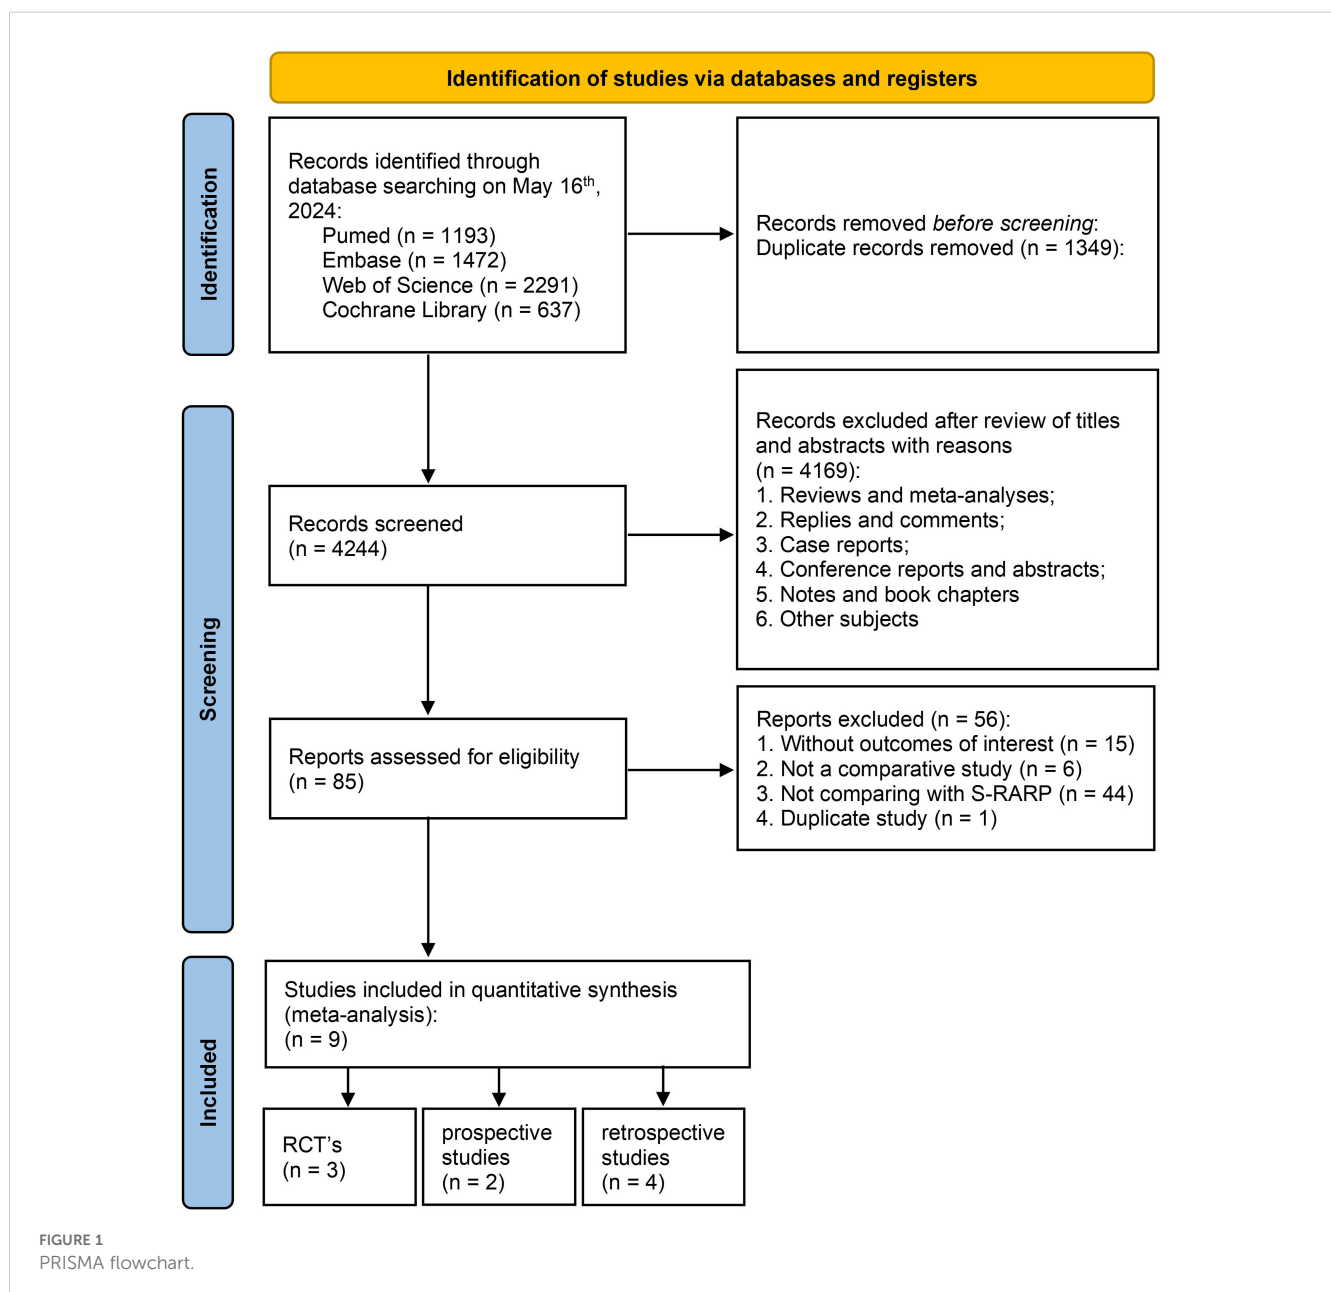 Identification of studies via databases and registers
Identification
Records identified through
database searching on May 16th,
2024:
Pumed (n = 1193)
Embase (n = 1472)
Web of Science (n = 2291)
Cochrane Library (n = 637)
Records removed before screening:
Duplicate records removed (n = 1349):
Screening
Records screened
(n = 4244)
Records excluded after review of titles
and abstracts with reasons
(n = 4169):
1. Reviews and meta-analyses;
2. Replies and comments;
3. Case reports;
4. Conference reports and abstracts;
5. Notes and book chapters
6. Other subjects
Reports assessed for eligibility
(n = 85)
Reports excluded (n = 56):
1. Without outcomes of interest (n = 15)
2. Not a comparative study (n = 6)
3. Not comparing with S-RARP (n = 44)
4. Duplicate study (n = 1)
Included
Studies included in quantitative synthesis
(meta-analysis):
(n = 9)
RCT’s
(n = 3)
prospective
studies
(n = 2)
retrospective
studies
(n = 4)
FIGURE 1
PRISMA flowchart.